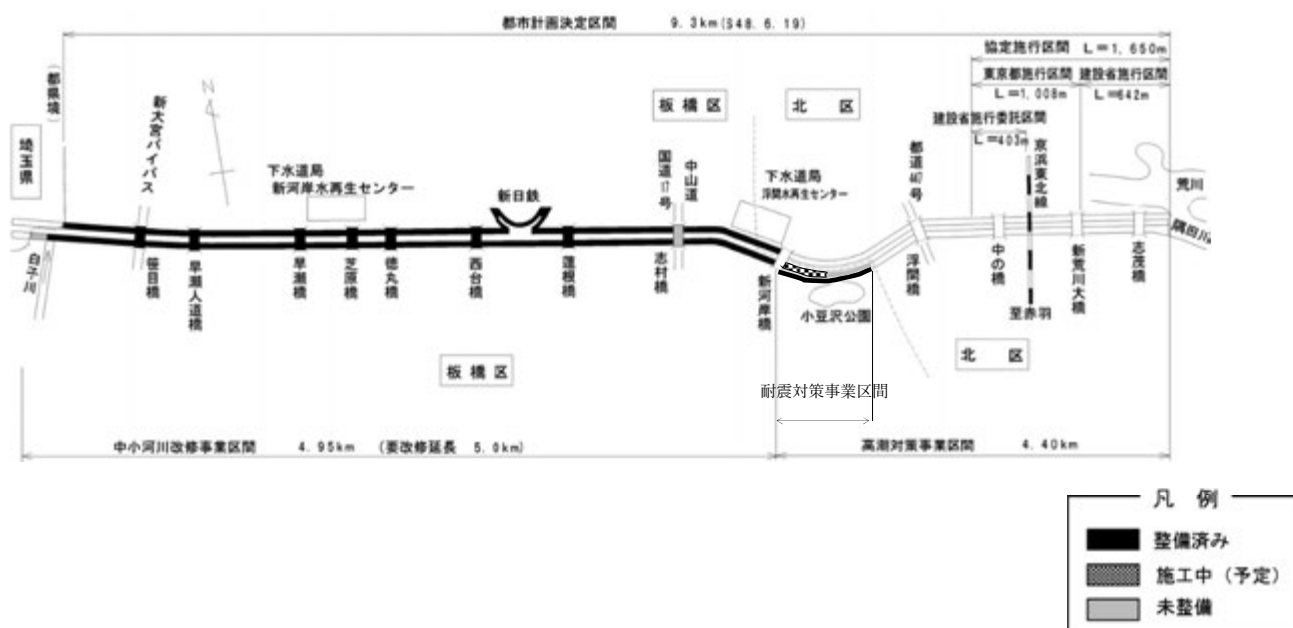 都市計画決定区間 9.3km(S48.6.19)
協定施行区間 L=1,650m
東京都施行区間 建設省施行区間
L=1,008m L=642m
建設省施行委託区間
L=403m
(都県境)
埼玉県
新大宮バイパス
N
板橋区
北 区
下水道局
新河岸水再生センター
新日鉄
国道17号
中山道
下水道局
浮間水再生センター
都道447号
京浜東北線
荒川
隅田川
白子川
笹目橋
早瀬人道橋
早瀬橋
芝原橋
徳丸橋
西台橋
蓮根橋
志村橋
新河岸橋
小豆沢公園
浮間橋
中の橋
至赤羽
新荒川大橋
志茂橋
板橋区
北 区
耐震対策事業区間
中小河川改修事業区間 4.95km (要改修延長 5.0km)
高潮対策事業区間 4.40km
凡 例
整備済み
施工中(予定)
未整備